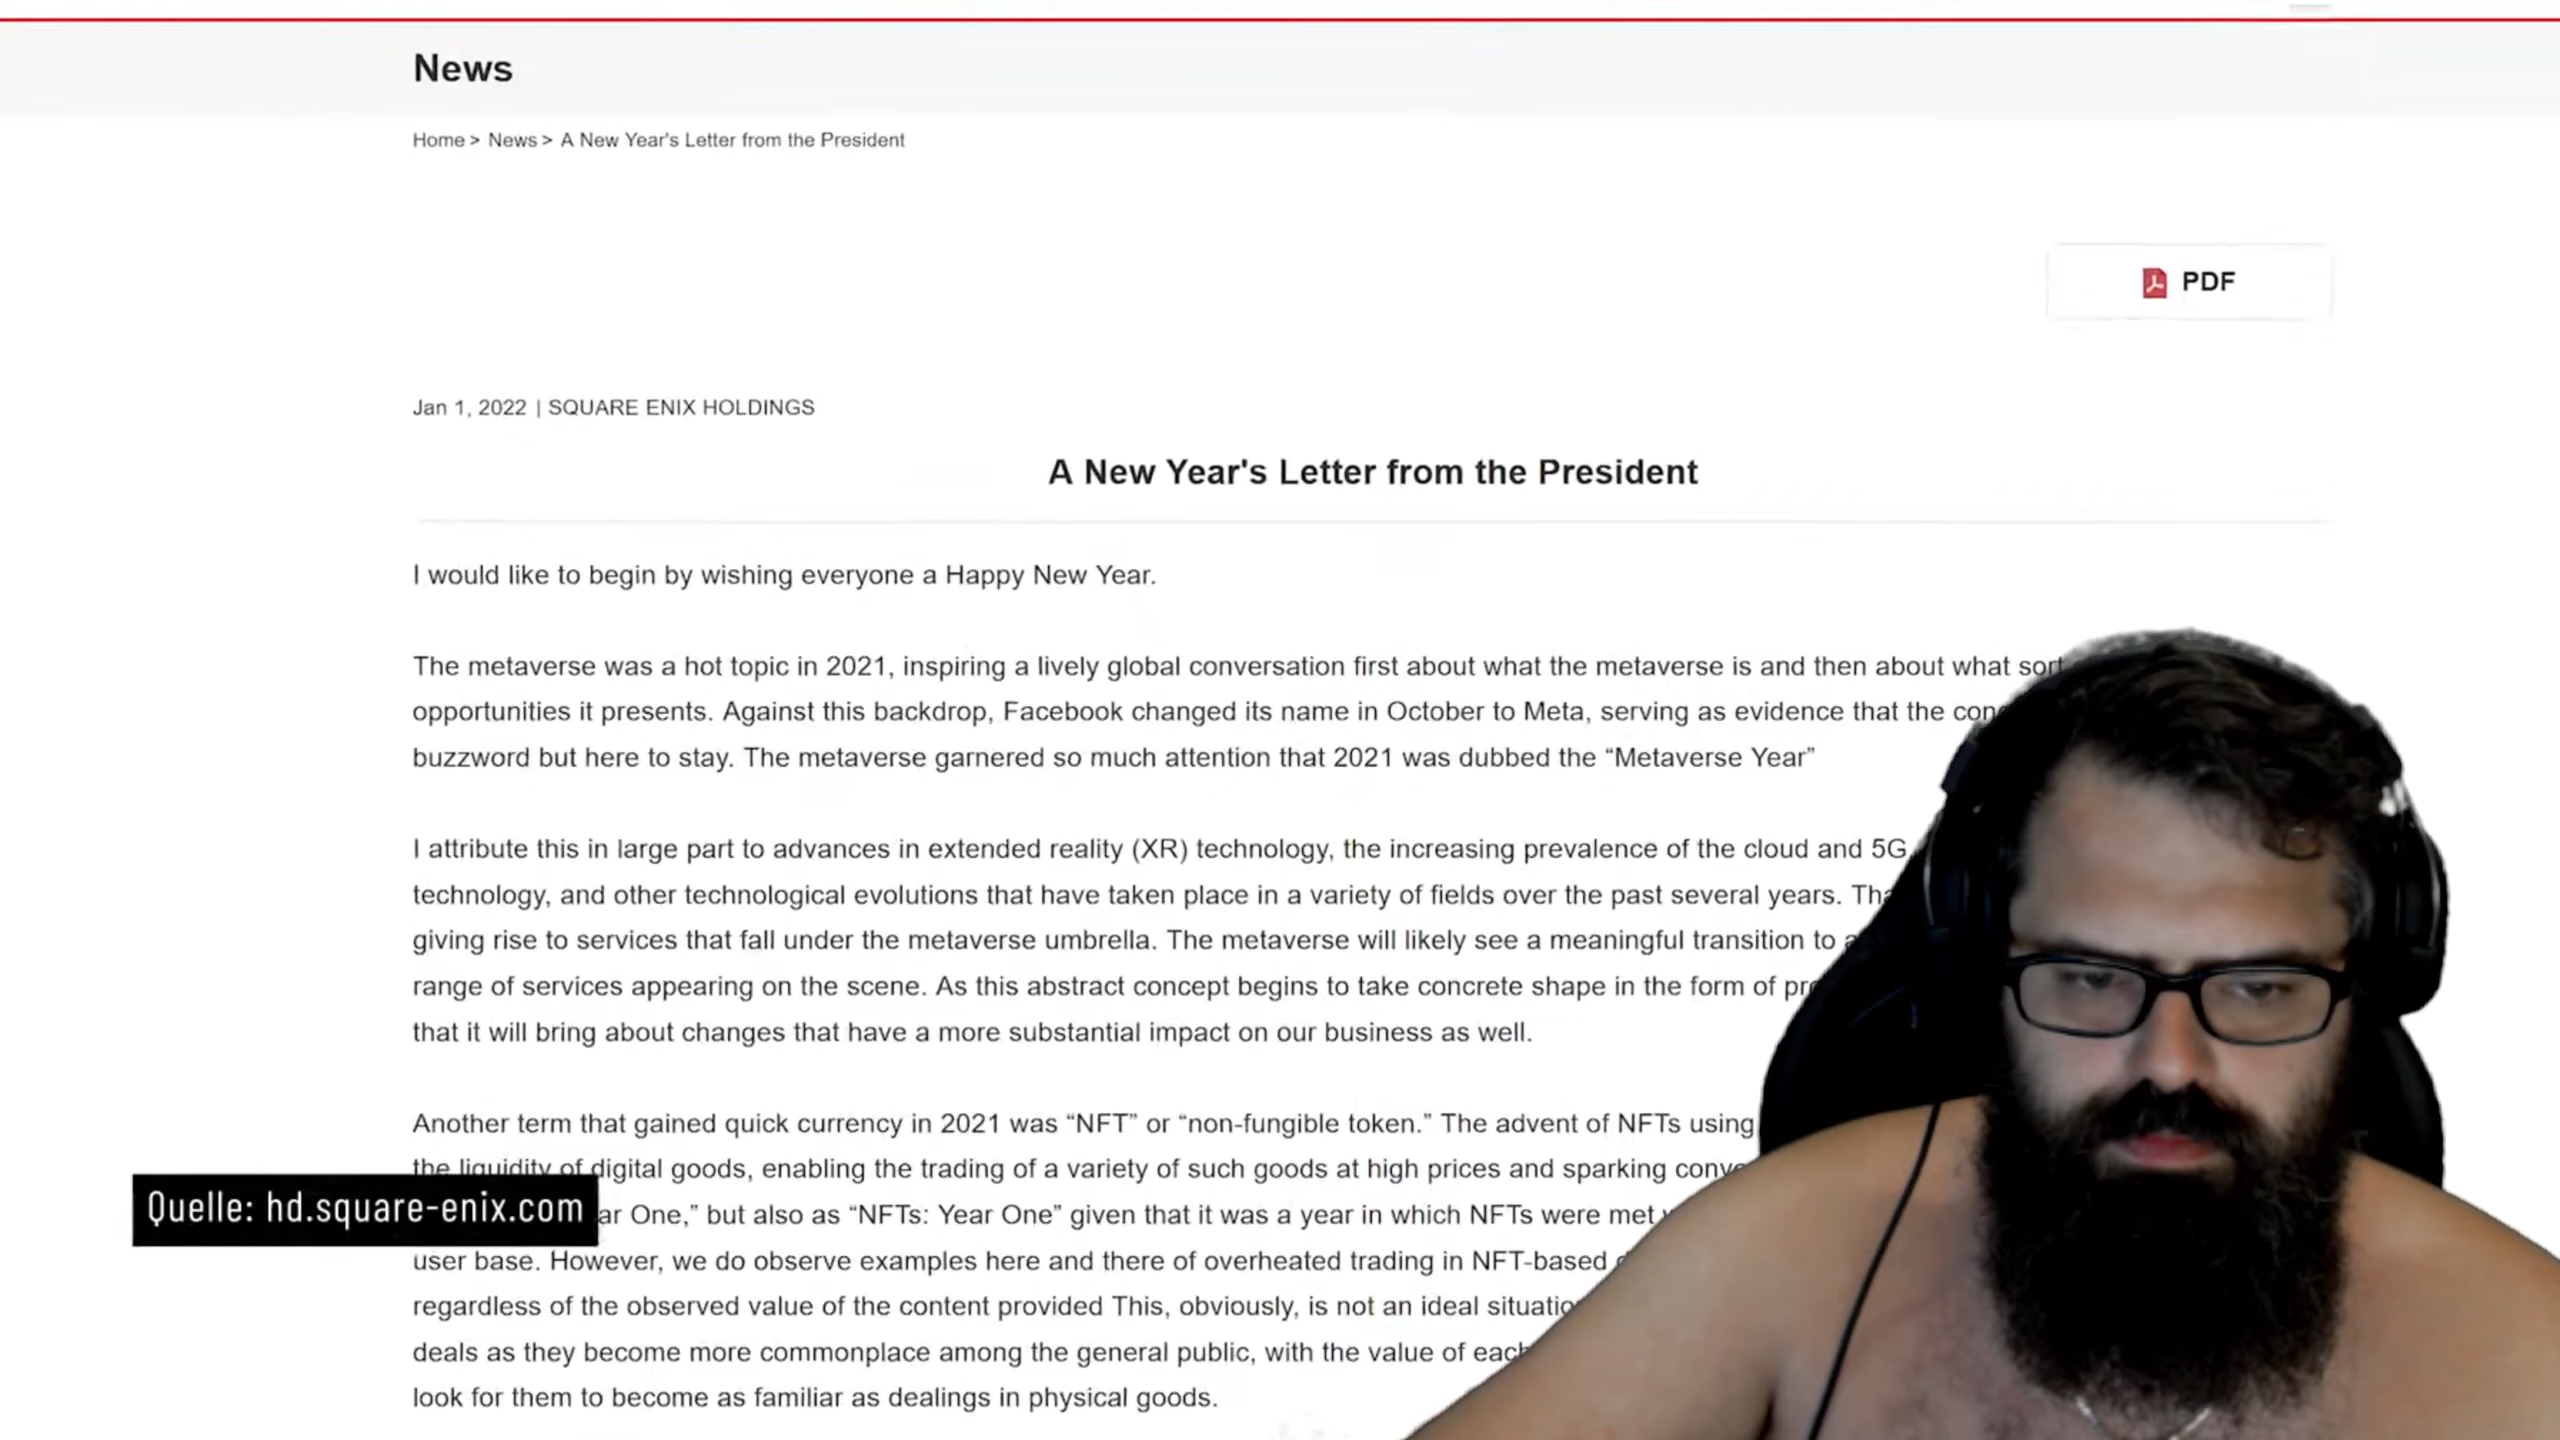 News
Home > News > A New Year's Letter from the President
PDF
Jan 1, 2022 | SQUARE ENIX HOLDINGS
A New Year's Letter from the President
I would like to begin by wishing everyone a Happy New Year.
The metaverse was a hot topic in 2021, inspiring a lively global conversation first about what the metaverse is and then about what sort
opportunities it presents. Against this backdrop, Facebook changed its name in October to Meta, serving as evidence that the
buzzword but here to stay. The metaverse garnered so much attention that 2021 was dubbed the “Metaverse Year”
I attribute this in large part to advances in extended reality (XR) technology, the increasing prevalence of the cloud and 5G,
technology, and other technological evolutions that have taken place in a variety of fields over the past several years.
giving rise to services that fall under the metaverse umbrella. The metaverse will likely see a meaningful transition to
range of services appearing on the scene. As this abstract concept begins to take concrete shape in the form of
that it will bring about changes that have a more substantial impact on our business as well.
Another term that gained quick currency in 2021 was “NFT” or “non-fungible token.” The advent of NFTs using
the liquidity of digital goods, enabling the trading of a variety of such goods at high prices and sparking
Quelle: hd.square-enix.com
One,” but also as “NFTs: Year One” given that it was a year in which NFTs were met
user base. However, we do observe examples here and there of overheated trading in NFT-based
regardless of the observed value of the content provided This, obviously, is not an ideal
deals as they become more commonplace among the general public, with the value of each
look for them to become as familiar as dealings in physical goods.